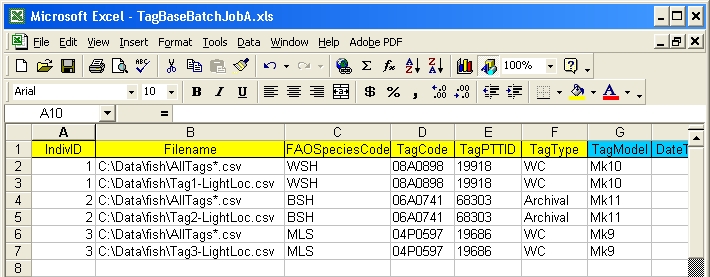 Microsoft Excel - TagBaseBatchJobA.xls
File Edit View Insert Format Tools Data Window Help Adobe PDF
ABC Σ fx 100% ?
Arial 10 B I U $ % , .00 .0 A
A10 =
A B C D E F G
1 IndivID Filename FAOSpeciesCode TagCode TagPTTID TagType TagModel DateT
2 1 C:\Data\fish\AllTags*.csv WSH 08A0898 19918 WC Mk10
3 1 C:\Data\fish\Tag1-LightLoc.csv WSH 08A0898 19918 WC Mk10
4 2 C:\Data\fish\AllTags*.csv BSH 06A0741 68303 Archival Mk11
5 2 C:\Data\fish\Tag2-LightLoc.csv BSH 06A0741 68303 Archival Mk11
6 3 C:\Data\fish\AllTags*.csv MLS 04P0597 19686 WC Mk9
7 3 C:\Data\fish\Tag3-LightLoc.csv MLS 04P0597 19686 WC Mk9
8